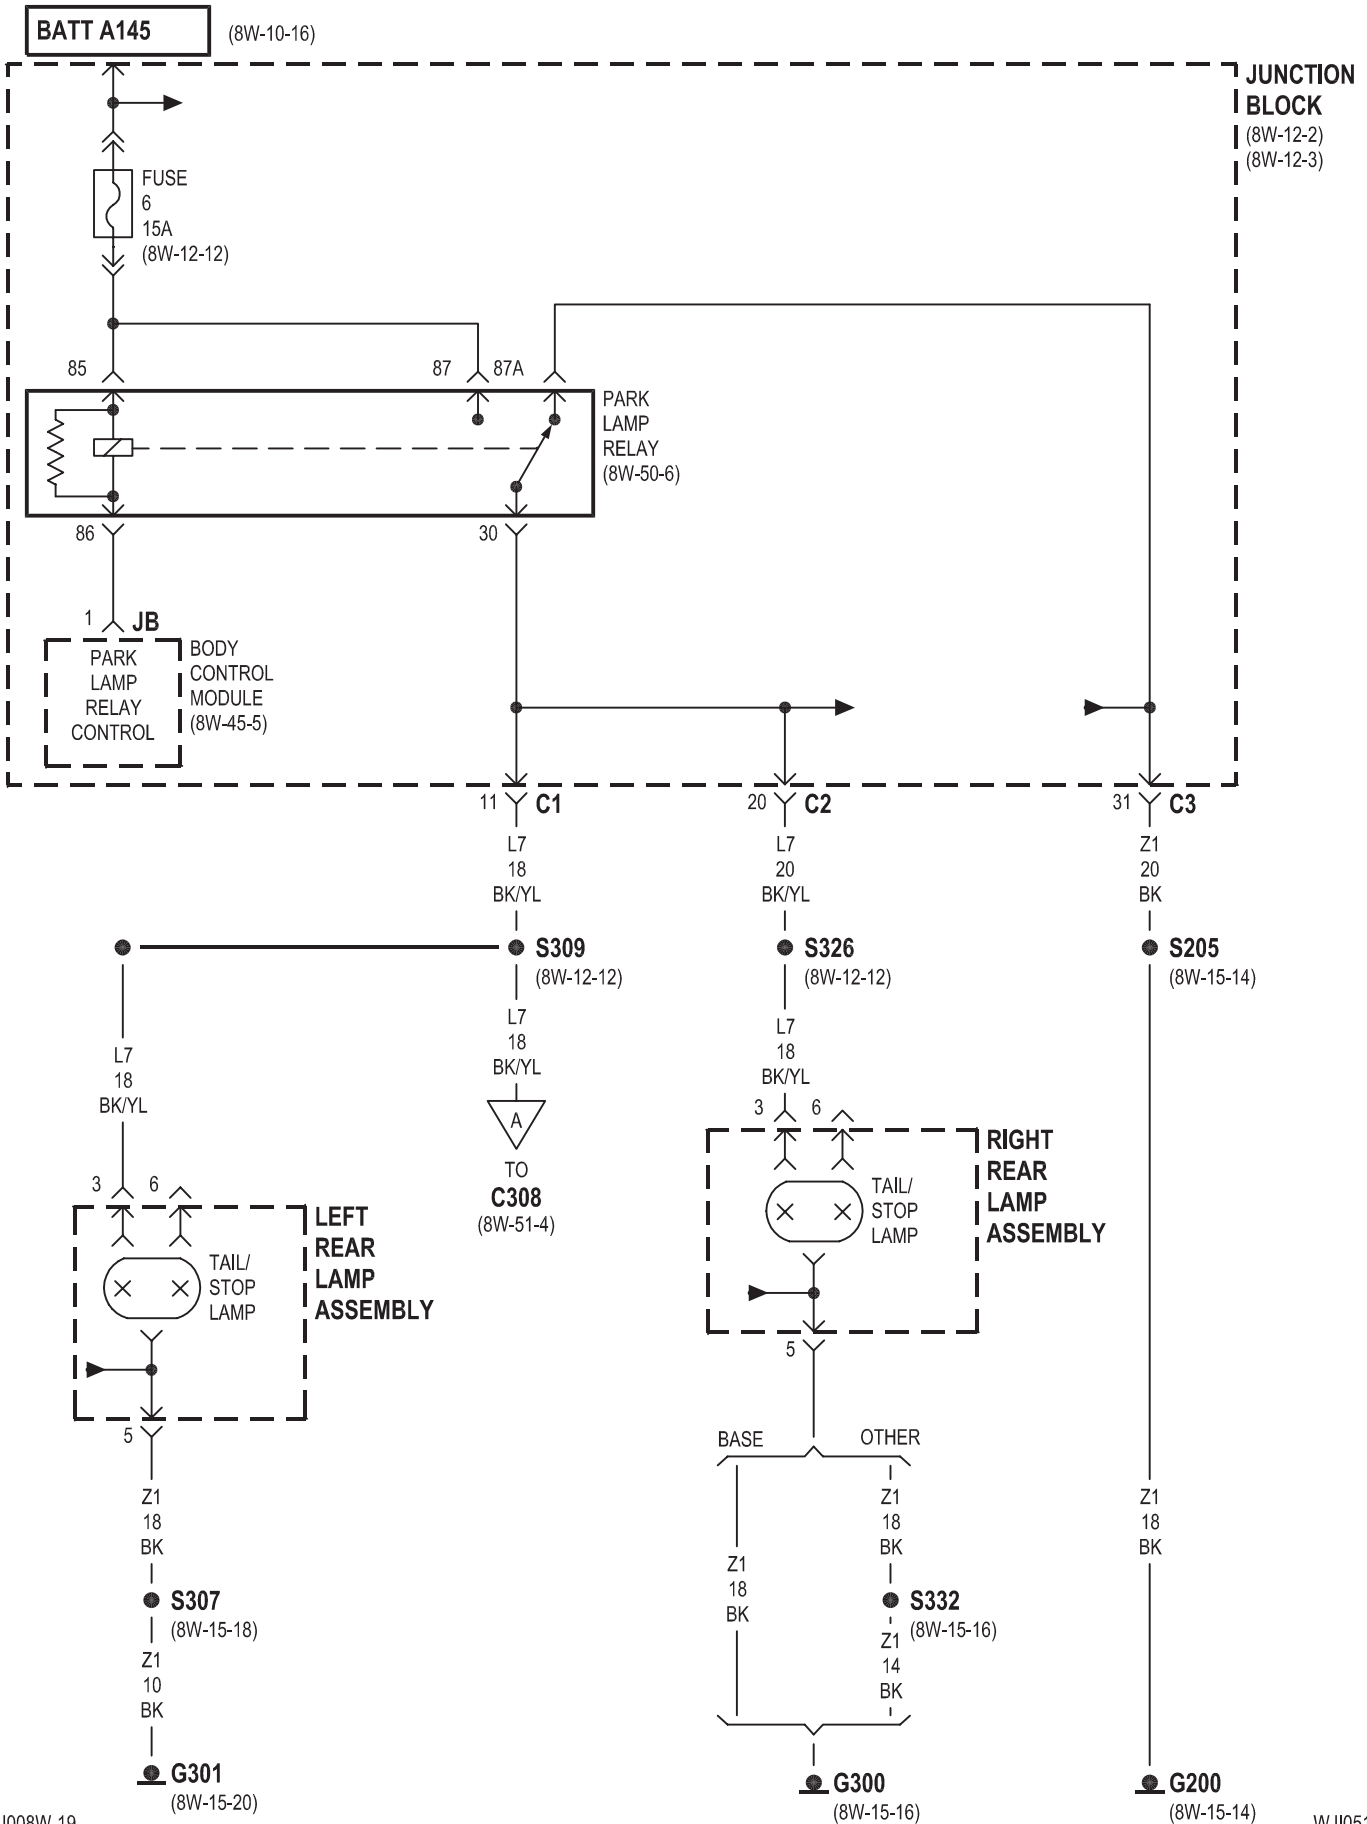 BATT A145
(8W-10-16)
JUNCTION
BLOCK
(8W-12-2)
(8W-12-3)
FUSE
6
15A
(8W-12-12)
85
87
87A
PARK
LAMP
RELAY
(8W-50-6)
86
30
1
JB
PARK
LAMP
RELAY
CONTROL
BODY
CONTROL
MODULE
(8W-45-5)
11
C1
20
C2
31
C3
L7
18
BK/YL
L7
20
BK/YL
Z1
20
BK
S309
(8W-12-12)
S326
(8W-12-12)
S205
(8W-15-14)
L7
18
BK/YL
L7
18
BK/YL
L7
18
BK/YL
A
TO
C308
(8W-51-4)
3
6
RIGHT
REAR
LAMP
ASSEMBLY
TAIL/
STOP
LAMP
5
3
6
LEFT
REAR
LAMP
ASSEMBLY
TAIL/
STOP
LAMP
5
BASE
OTHER
Z1
18
BK
Z1
18
BK
Z1
18
BK
Z1
18
BK
S307
(8W-15-18)
S332
(8W-15-16)
Z1
10
BK
Z1
14
BK
G301
(8W-15-20)
G300
(8W-15-16)
G200
(8W-15-14)